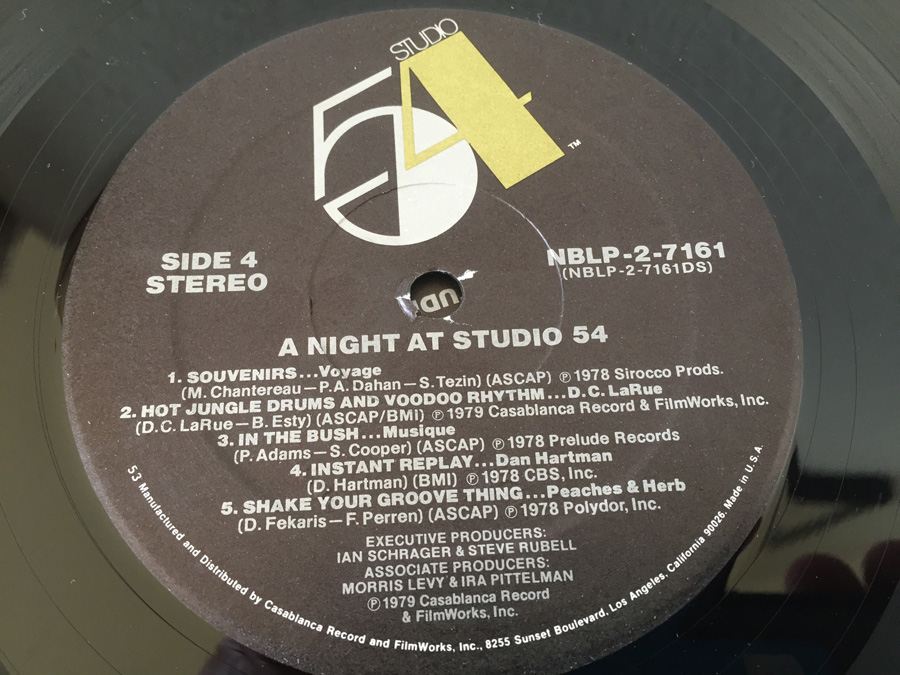 STUDIO
54
TM
SIDE 4
STEREO
NBLP-2-7161
(NBLP-2-7161DS)
A NIGHT AT STUDIO 54
1. SOUVENIRS...Voyage
(M. Chantereau—P.A. Dahan—S. Tezin) (ASCAP) ℗ 1978 Sirocco Prods.
2. HOT JUNGLE DRUMS AND VOODOO RHYTHM...D.C. LaRue
(D.C. LaRue—B. Esty) (ASCAP/BMi) ℗ 1979 Casablanca Record & FilmWorks, Inc.
3. IN THE BUSH...Musique
(P. Adams—S. Cooper) (ASCAP) ℗ 1978 Prelude Records
4. INSTANT REPLAY...Dan Hartman
(D. Hartman) (BMI) ℗ 1978 CBS, Inc.
5. SHAKE YOUR GROOVE THING...Peaches & Herb
(D. Fekaris—F. Perren) (ASCAP) ℗ 1978 Polydor, Inc.
EXECUTIVE PRODUCERS:
IAN SCHRAGER & STEVE RUBELL
ASSOCIATE PRODUCERS:
MORRIS LEVY & IRA PITTELMAN
℗ 1979 Casablanca Record
& FilmWorks, Inc.
53 Manufactured and Distributed by Casablanca Record and FilmWorks, Inc., 8255 Sunset Boulevard, Los Angeles, California 90026. Made in U.S.A.